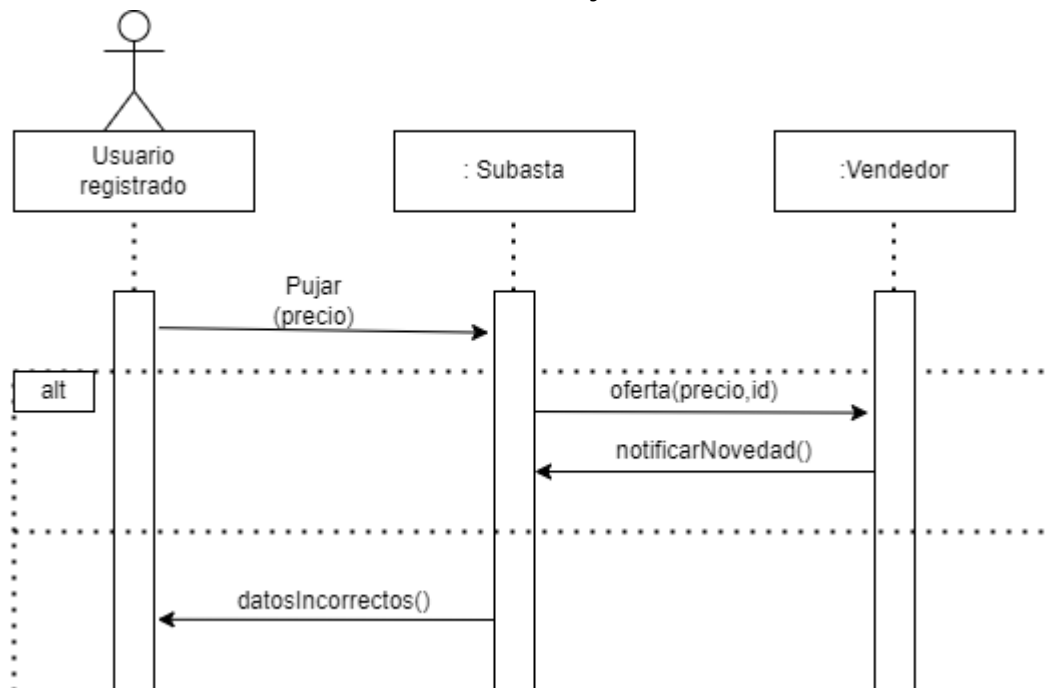 Usuario
registrado
: Subasta
:Vendedor
Pujar
(precio)
alt
oferta(precio,id)
notificarNovedad()
datosIncorrectos()